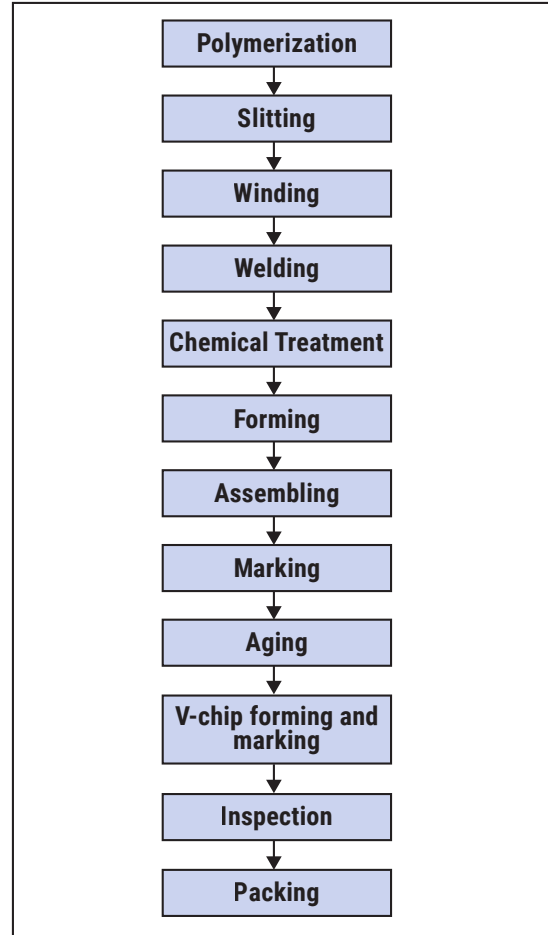 Polymerization
Slitting
Winding
Welding
Chemical Treatment
Forming
Assembling
Marking
Aging
V-chip forming and
marking
Inspection
Packing